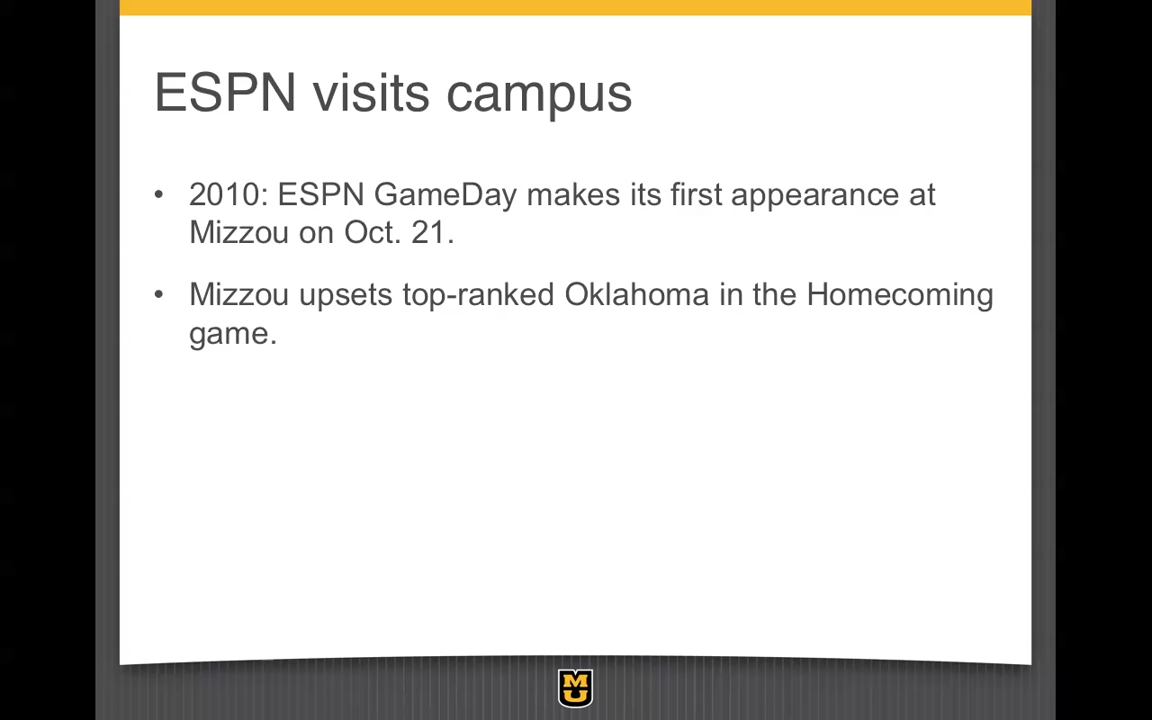 ESPN visits campus
• 2010: ESPN GameDay makes its first appearance at
Mizzou on Oct. 21.
• Mizzou upsets top-ranked Oklahoma in the Homecoming
game.
MU